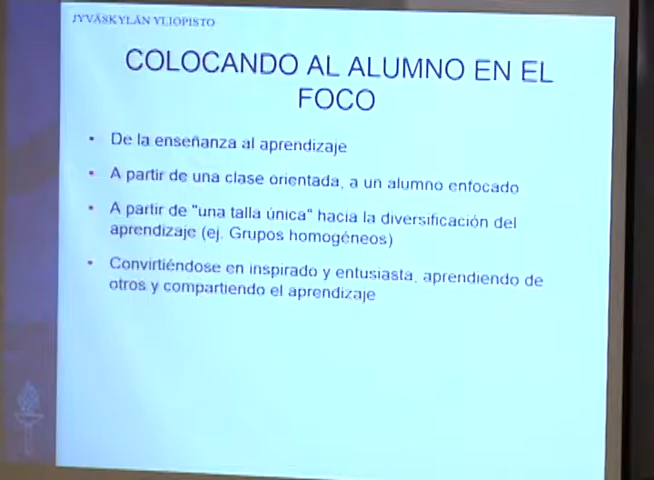 JYVÄSKYLÄN YLIOPISTO
COLOCANDO AL ALUMNO EN EL
FOCO
• De la enseñanza al aprendizaje
• A partir de una clase orientada, a un alumno enfocado
• A partir de "una talla única" hacia la diversificación del
aprendizaje (ej. Grupos homogéneos)
• Convirtiéndose en inspirado y entusiasta, aprendiendo de
otros y compartiendo el aprendizaje